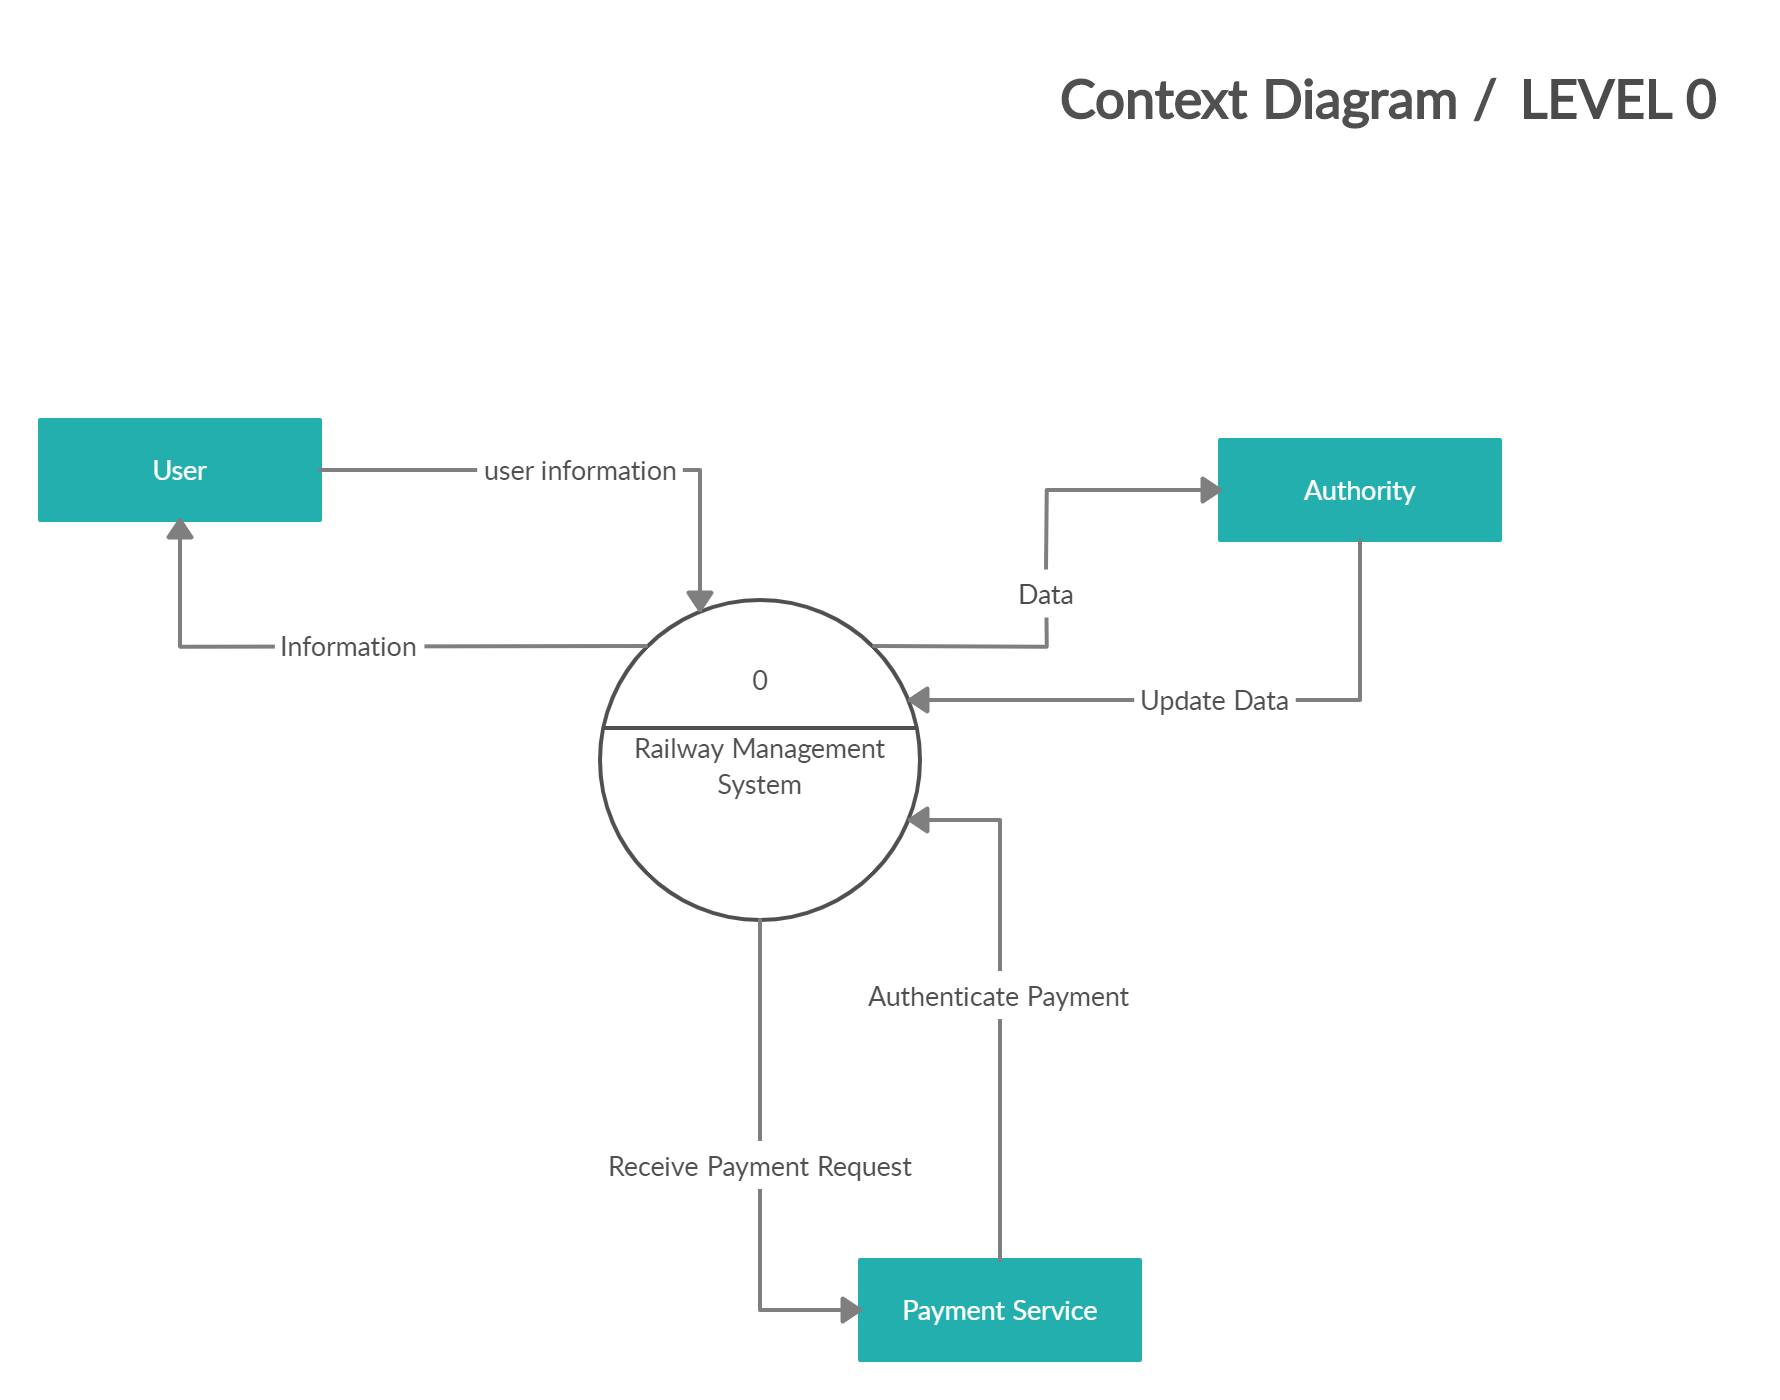 Context Diagram / LEVEL 0
User
user information
Authority
Data
Information
0
Update Data
Railway Management
System
Authenticate Payment
Receive Payment Request
Payment Service